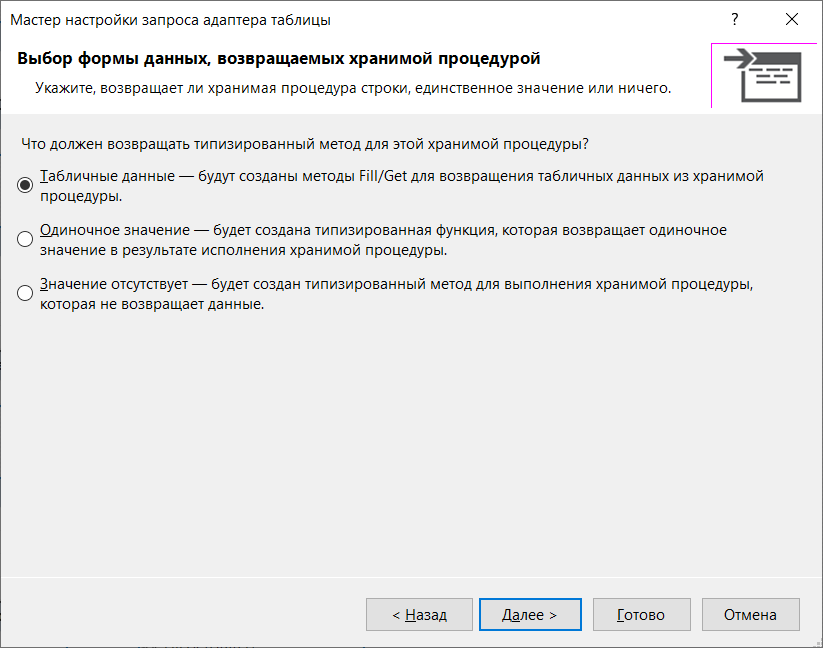 Мастер настройки запроса адаптера таблицы
?
Выбор формы данных, возвращаемых хранимой процедурой
Укажите, возвращает ли хранимая процедура строки, единственное значение или ничего.
Что должен возвращать типизированный метод для этой хранимой процедуры?
Табличные данные — будут созданы методы Fill/Get для возвращения табличных данных из хранимой
процедуры.
Одиночное значение — будет создана типизированная функция, которая возвращает одиночное
значение в результате исполнения хранимой процедуры.
Значение отсутствует — будет создан типизированный метод для выполнения хранимой процедуры,
которая не возвращает данные.
< Назад
Далее >
Готово
Отмена